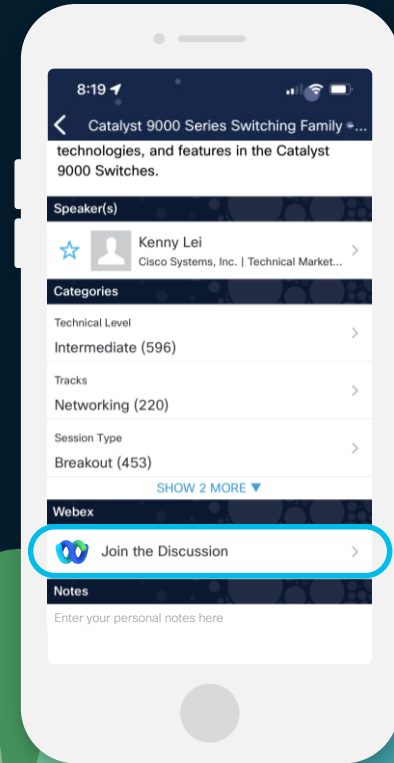 8:19
Catalyst 9000 Series Switching Family -...
technologies, and features in the Catalyst
9000 Switches.
Speaker(s)
Kenny Lei
Cisco Systems, Inc. | Technical Market...
Categories
Technical Level
Intermediate (596)
Tracks
Networking (220)
Session Type
Breakout (453)
SHOW 2 MORE ▼
Webex
Join the Discussion
Notes
Enter your personal notes here